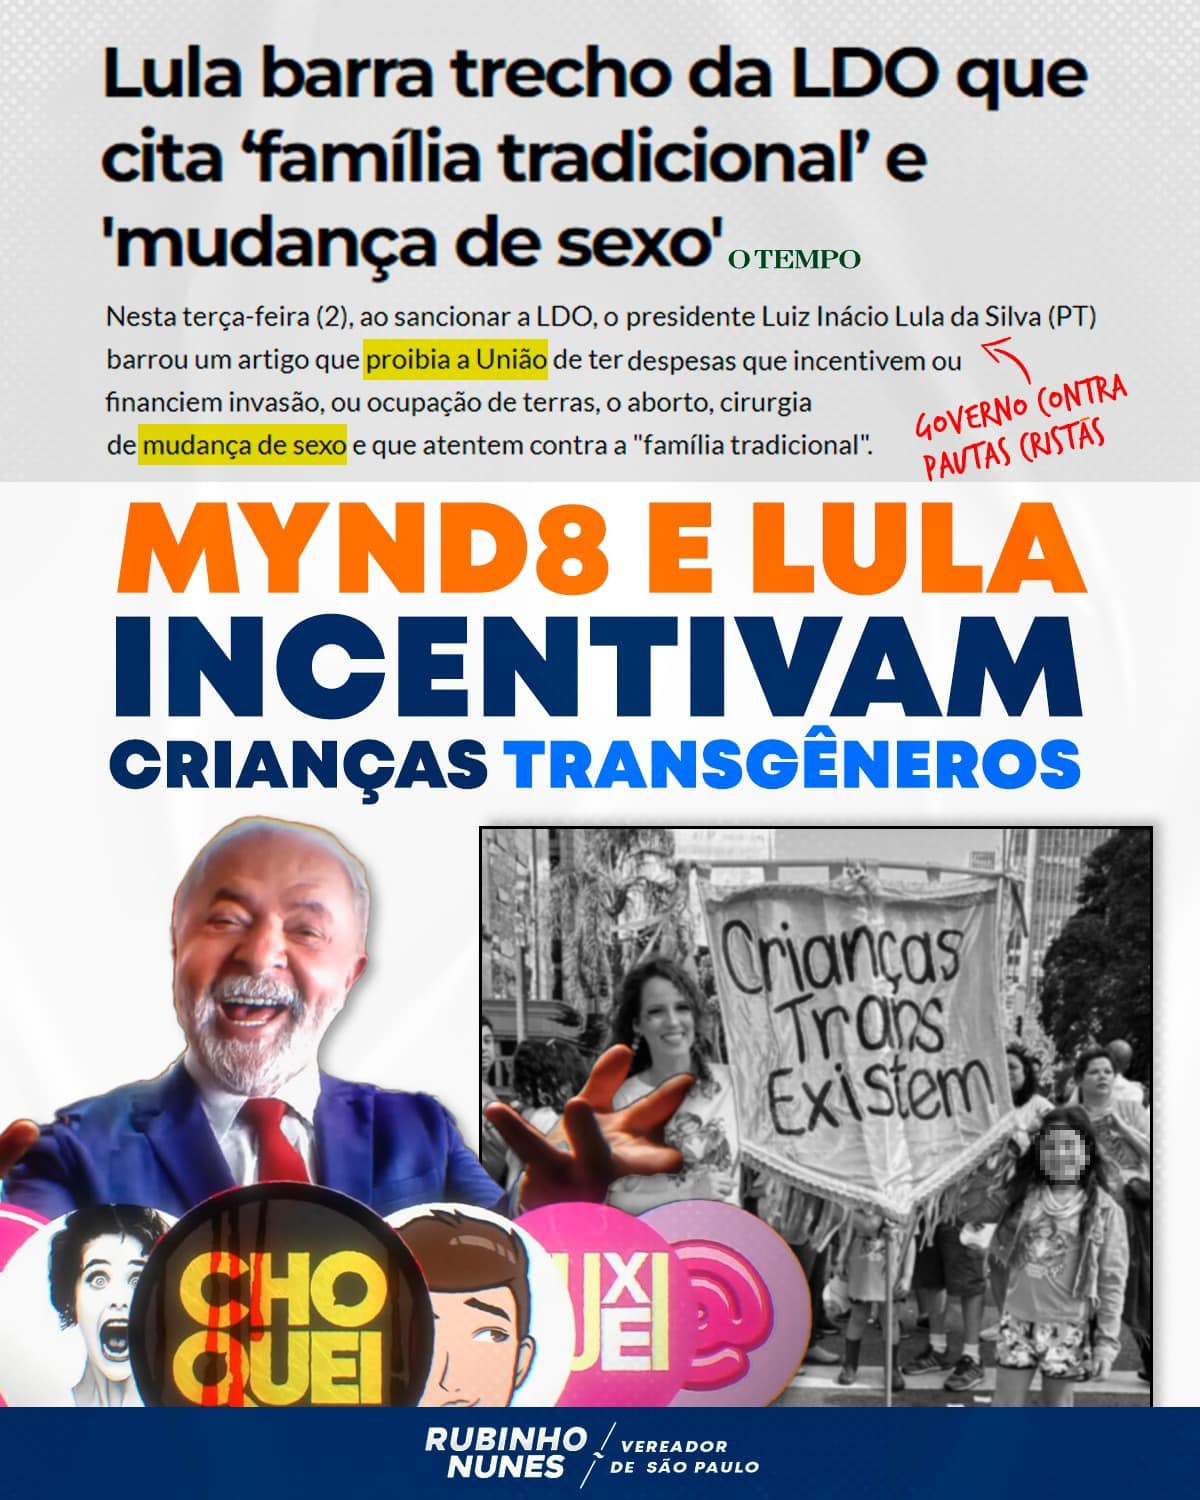 Lula barra trecho da LDO que
cita ‘família tradicional’ e
'mudança de sexo' O TEMPO
Nesta terça-feira (2), ao sancionar a LDO, o presidente Luiz Inácio Lula da Silva (PT)
barrou um artigo que proibia a União de ter despesas que incentivem ou
financiem invasão, ou ocupação de terras, o aborto, cirurgia
de mudança de sexo e que atentem contra a "família tradicional".
GOVERNO CONTRA
PAUTAS CRISTÃS
MYND8 E LULA
INCENTIVAM
CRIANÇAS TRANSGÊNEROS
Crianças
Trans
Existem
CHO
QUEI
UXI
EI
RUBINHO
NUNES
VEREADOR
DE SÃO PAULO